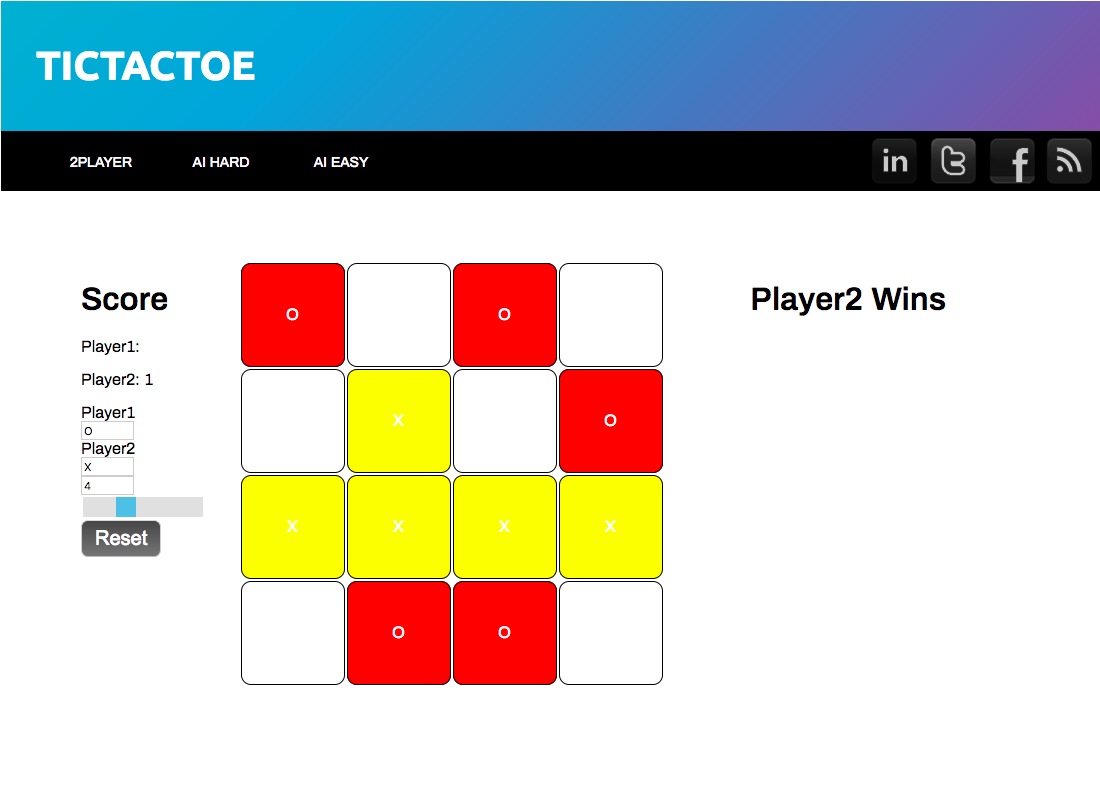 TICTACTOE
2PLAYER AI HARD AI EASY in t f
Score
Player1:
Player2: 1
Player1
O
Player2
X
4
Reset
O O
X O
X X X X
O O
Player2 Wins